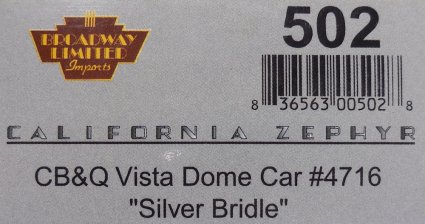 BROADWAY
LIMITED
Imports
502
8 36563 00502 8
CALIFORNIA ZEPHYR
CB&Q Vista Dome Car #4716
"Silver Bridle"